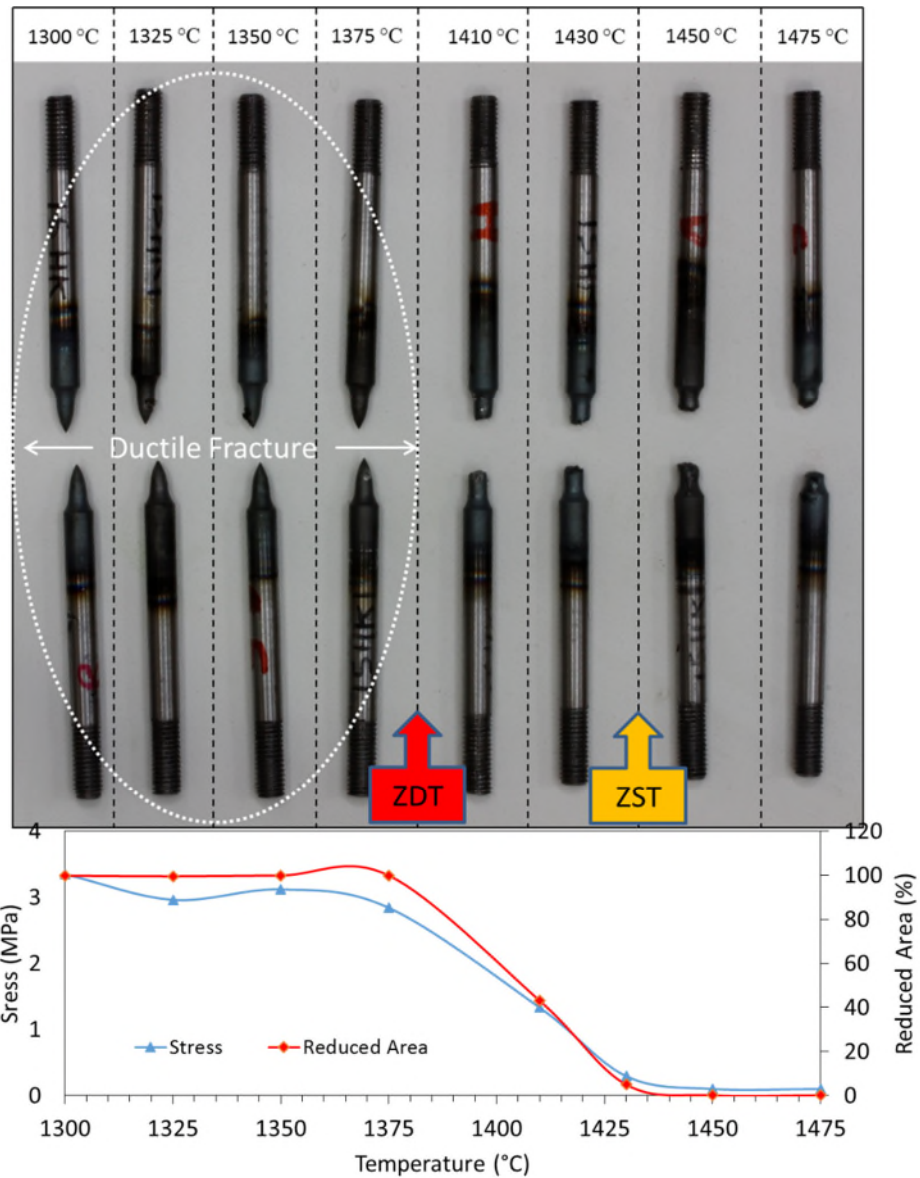 1300 °C 1325 °C 1350 °C 1375 °C 1410 °C 1430 °C 1450 °C 1475 °C
Ductile Fracture
ZDT ZST
4 120
3 100
2 80
1 60
0 40
20
0
Sress (MPa)
Reduced Area (%)
Stress Reduced Area
1300 1325 1350 1375 1400 1425 1450 1475
Temperature (°C)